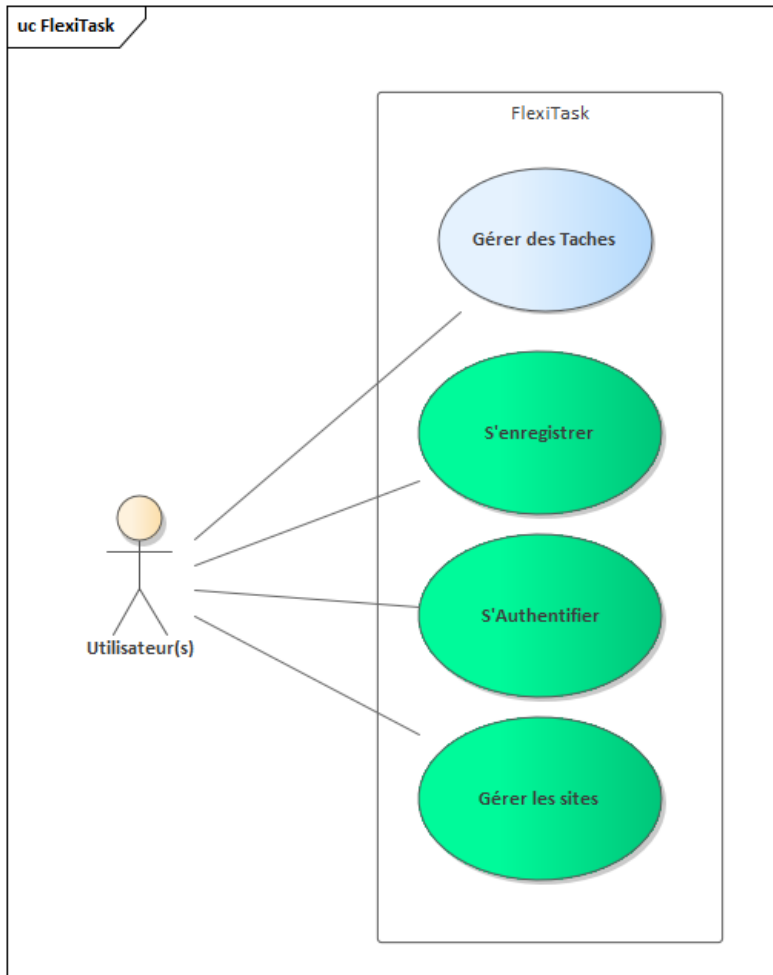 uc FlexiTask
FlexiTask
Gérer des Taches
S'enregistrer
S'Authentifier
Gérer les sites
Utilisateur(s)